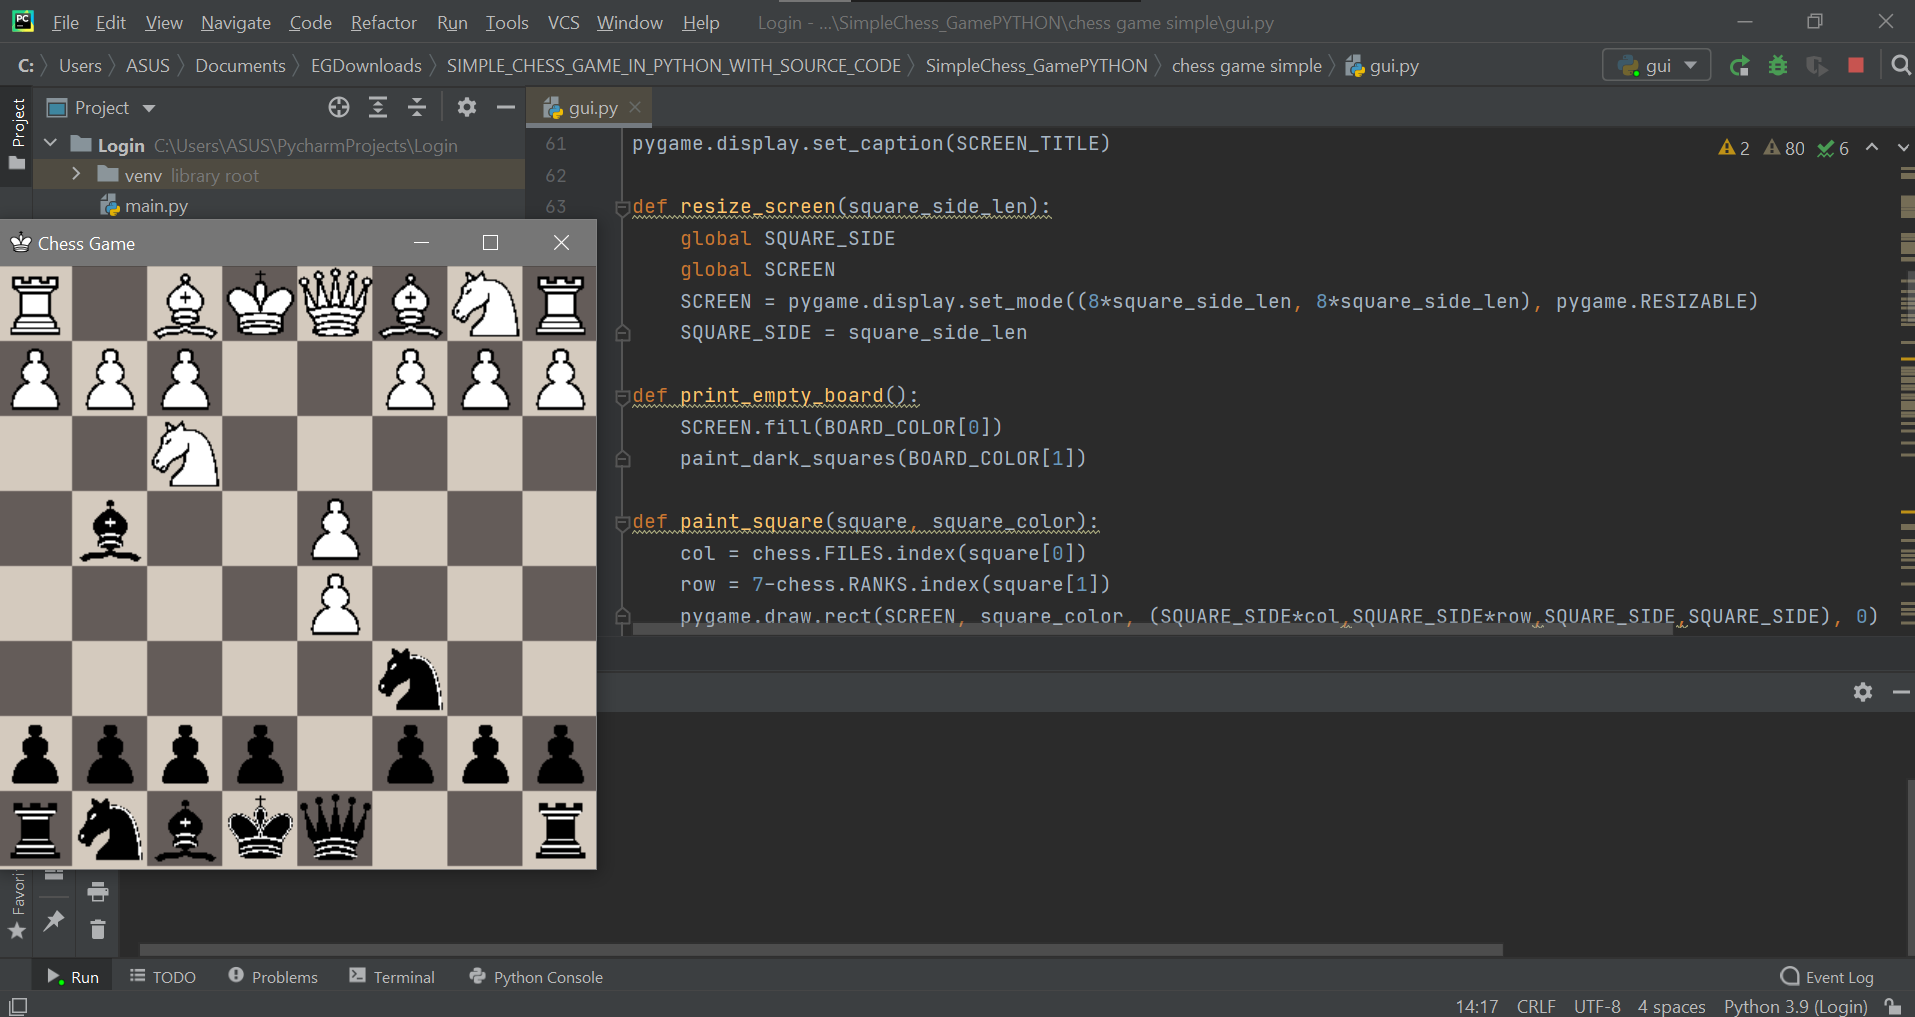 PC File Edit View Navigate Code Refactor Run Tools VCS Window Help Login - ...\SimpleChess_GamePYTHON\chess game simple\gui.py
C: Users ASUS Documents EGDownloads SIMPLE_CHESS_GAME_IN_PYTHON_WITH_SOURCE_CODE SimpleChess_GamePYTHON chess game simple gui.py gui
Project
Project
gui.py
Login C:\Users\ASUS\PycharmProjects\Login
venv library root
main.py
Chess Game
2 80 6
61 pygame.display.set_caption(SCREEN_TITLE)
62
63 def resize_screen(square_side_len):
global SQUARE_SIDE
global SCREEN
SCREEN = pygame.display.set_mode((8*square_side_len, 8*square_side_len), pygame.RESIZABLE)
SQUARE_SIDE = square_side_len
def print_empty_board():
SCREEN.fill(BOARD_COLOR[0])
paint_dark_squares(BOARD_COLOR[1])
def paint_square(square, square_color):
col = chess.FILES.index(square[0])
row = 7-chess.RANKS.index(square[1])
pygame.draw.rect(SCREEN, square_color, (SQUARE_SIDE*col,SQUARE_SIDE*row,SQUARE_SIDE,SQUARE_SIDE), 0)
Favori
Run TODO Problems Terminal Python Console Event Log
14:17 CRLF UTF-8 4 spaces Python 3.9 (Login)